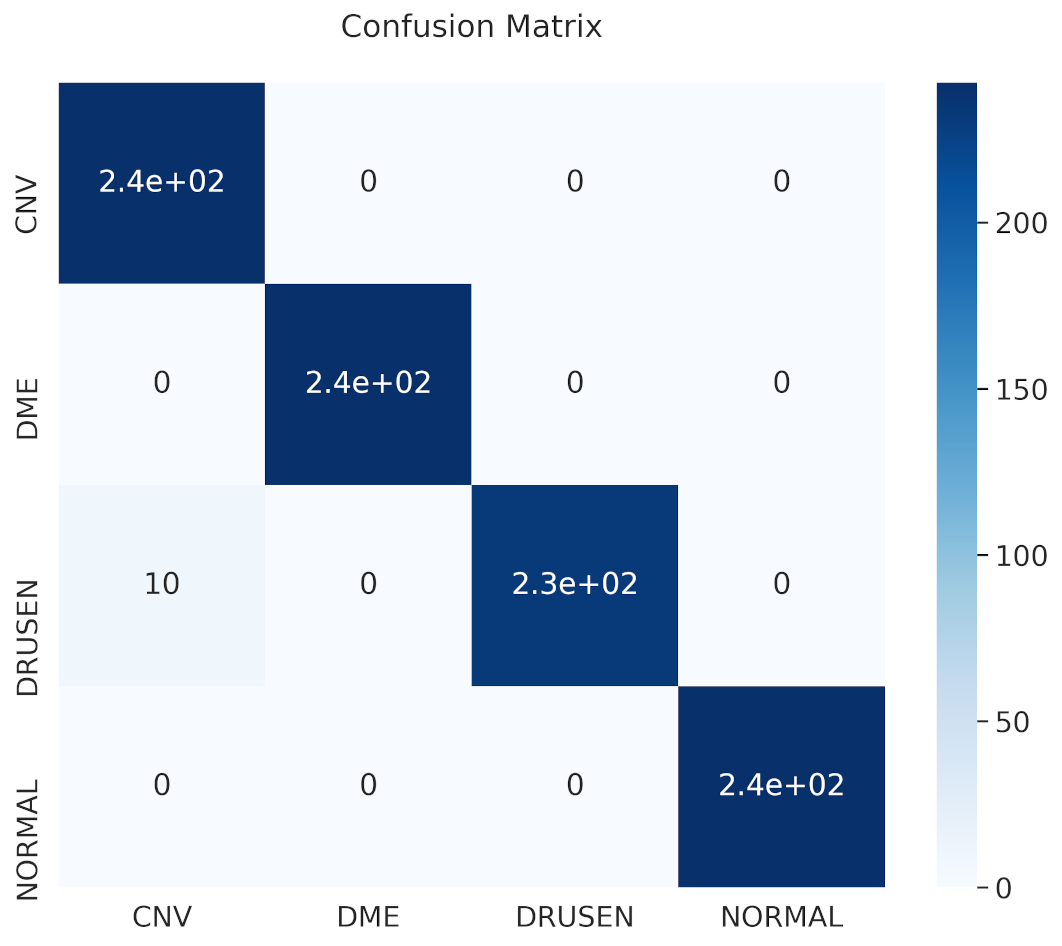 Confusion Matrix
CNV
2.4e+02 0 0 0
DME
0 2.4e+02 0 0
DRUSEN
10 0 2.3e+02 0
NORMAL
0 0 0 2.4e+02
CNV DME DRUSEN NORMAL
200
150
100
50
0